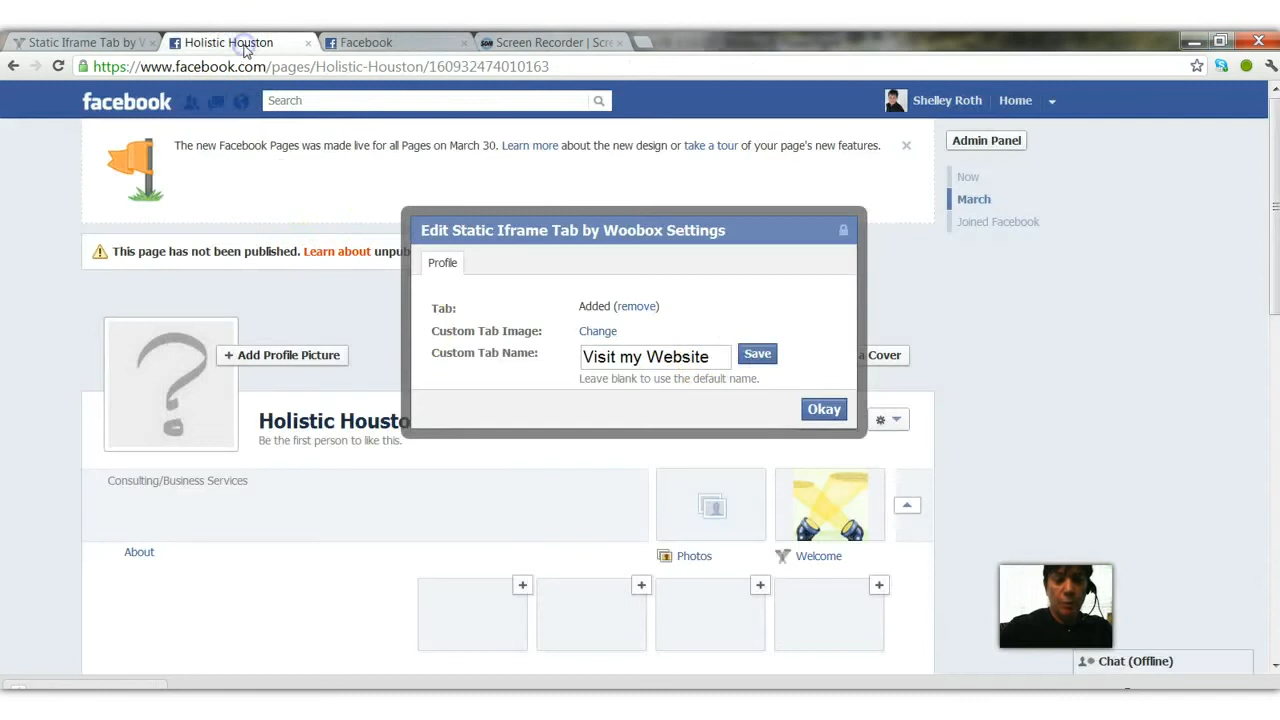 Static Iframe Tab by W
Holistic Houston
Facebook
Screen Recorder | Scre
https://www.facebook.com/pages/Holistic-Houston/160932474010163
facebook
Search
Shelley Roth
Home
The new Facebook Pages was made live for all Pages on March 30. Learn more about the new design or take a tour of your page's new features.
Admin Panel
Now
March
Joined Facebook
This page has not been published. Learn about unpub
Edit Static Iframe Tab by Woobox Settings
Profile
Tab: Added (remove)
Custom Tab Image: Change
Custom Tab Name: Visit my Website Save
Leave blank to use the default name.
Okay
+ Add Profile Picture
a Cover
Holistic Housto
Be the first person to like this.
Consulting/Business Services
About
Photos
Welcome
Chat (Offline)